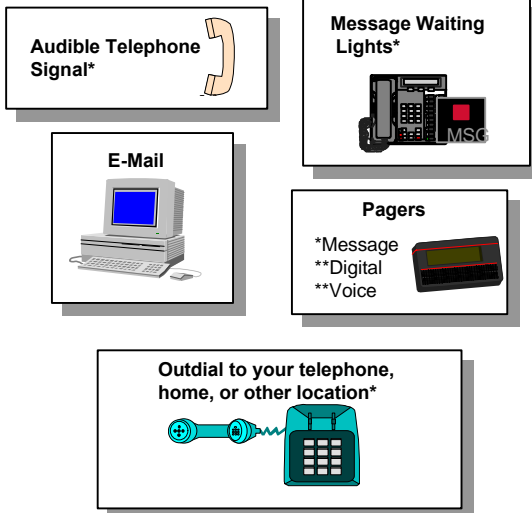 Audible Telephone
Signal*
Message Waiting
Lights*
MSG
E-Mail
Pagers
*Message
**Digital
**Voice
Outdial to your telephone,
home, or other location*